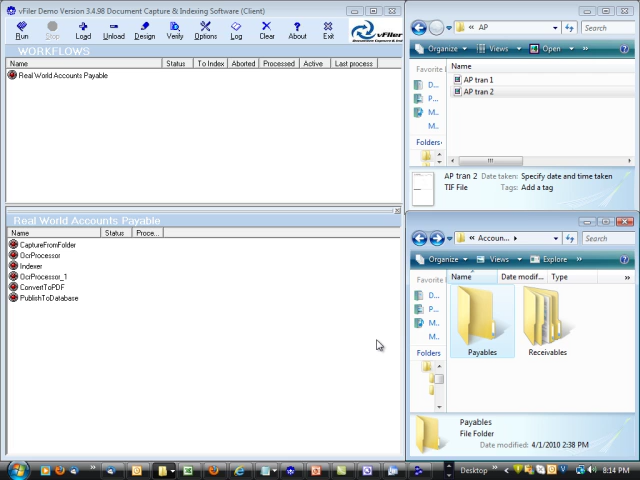 vFiler Demo Version 3.4.98 Document Capture & Indexing Software (Client)
Run Stop Load Unload Design Verify Options Log Clear About Exit
vFiler
WORKFLOWS
Name Status To Index Aborted Processed Active Last process
Real World Accounts Payable
Real World Accounts Payable
Name Status Proce...
CaptureFromFolder
OcrProcessor
Indexer
OcrProcessor_1
ConvertToPDF
PublishToDatabase
« AP Search
Organize Views Open »
Favorite
Name
D...
P...
M...
M...
AP tran 1
AP tran 2
Folders
AP tran 2 Date taken: Specify date and time taken
TIF File Tags: Add a tag
« Accoun... Search
Organize Views Explore »
Favorite
Name Date modif... Type »
D...
P...
M...
M...
Folders
Payables Receivables
Payables
File Folder
Date modified: 4/1/2010 2:38 PM
Desktop » 8:14 PM